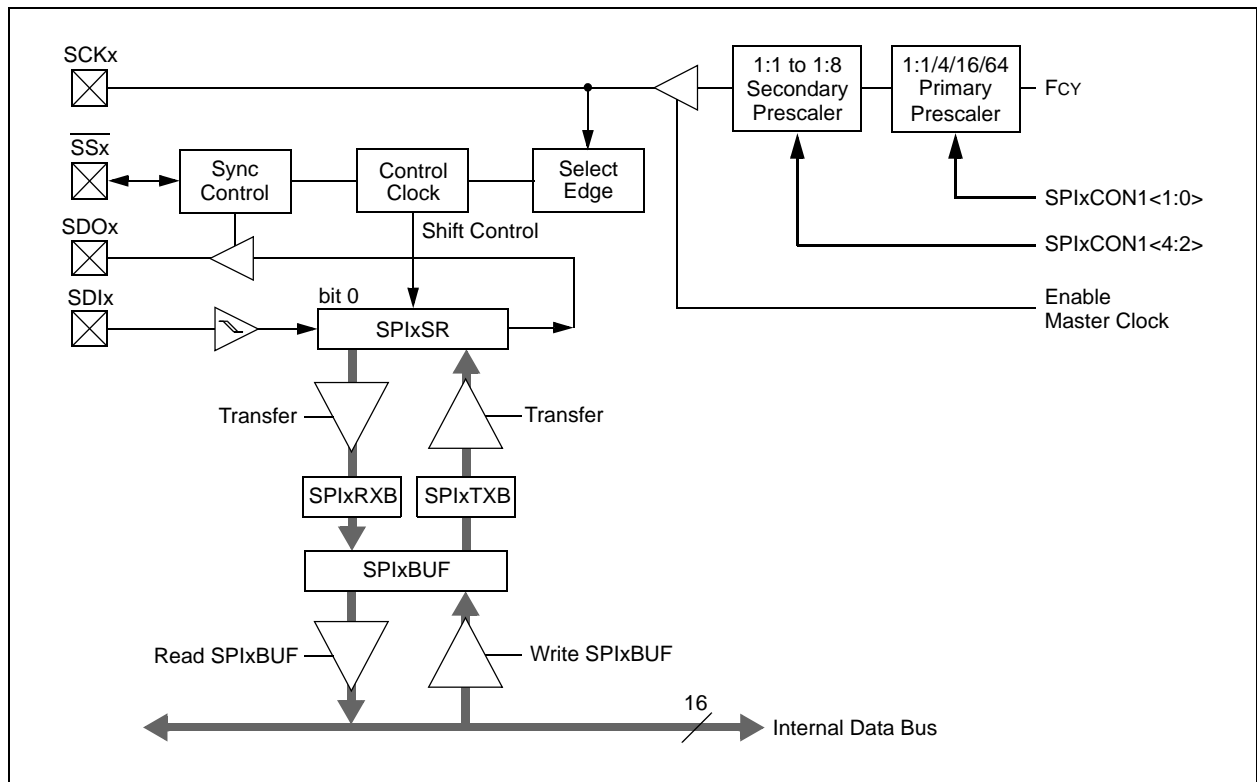 SCKx
1:1 to 1:8
Secondary
Prescaler
1:1/4/16/64
Primary
Prescaler
FCY
SSx
Sync
Control
Control
Clock
Select
Edge
SPIxCON1<1:0>
SDOx
Shift Control
SPIxCON1<4:2>
SDIx
bit 0
SPIxSR
Enable
Master Clock
Transfer
Transfer
SPIxRXB
SPIxTXB
SPIxBUF
Read SPIxBUF
Write SPIxBUF
16
Internal Data Bus